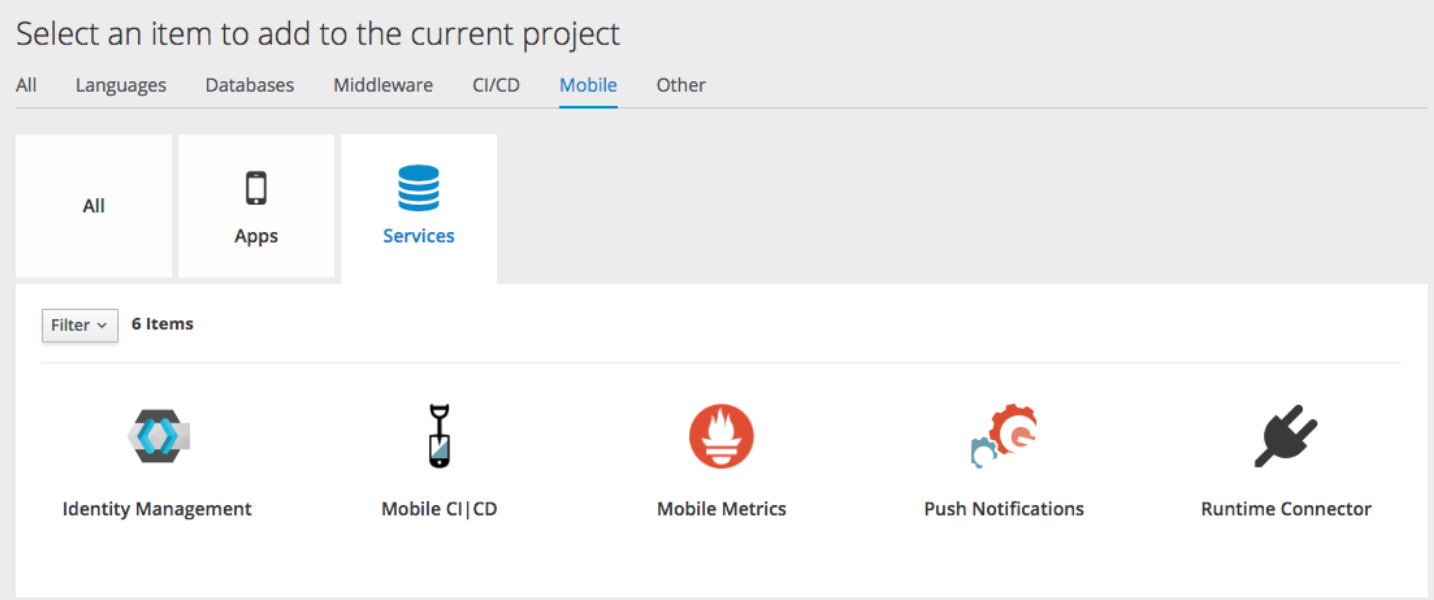 Select an item to add to the current project
All Languages Databases Middleware CI/CD Mobile Other
All
Apps
Services
Filter 6 Items
Identity Management Mobile CI|CD Mobile Metrics Push Notifications Runtime Connector